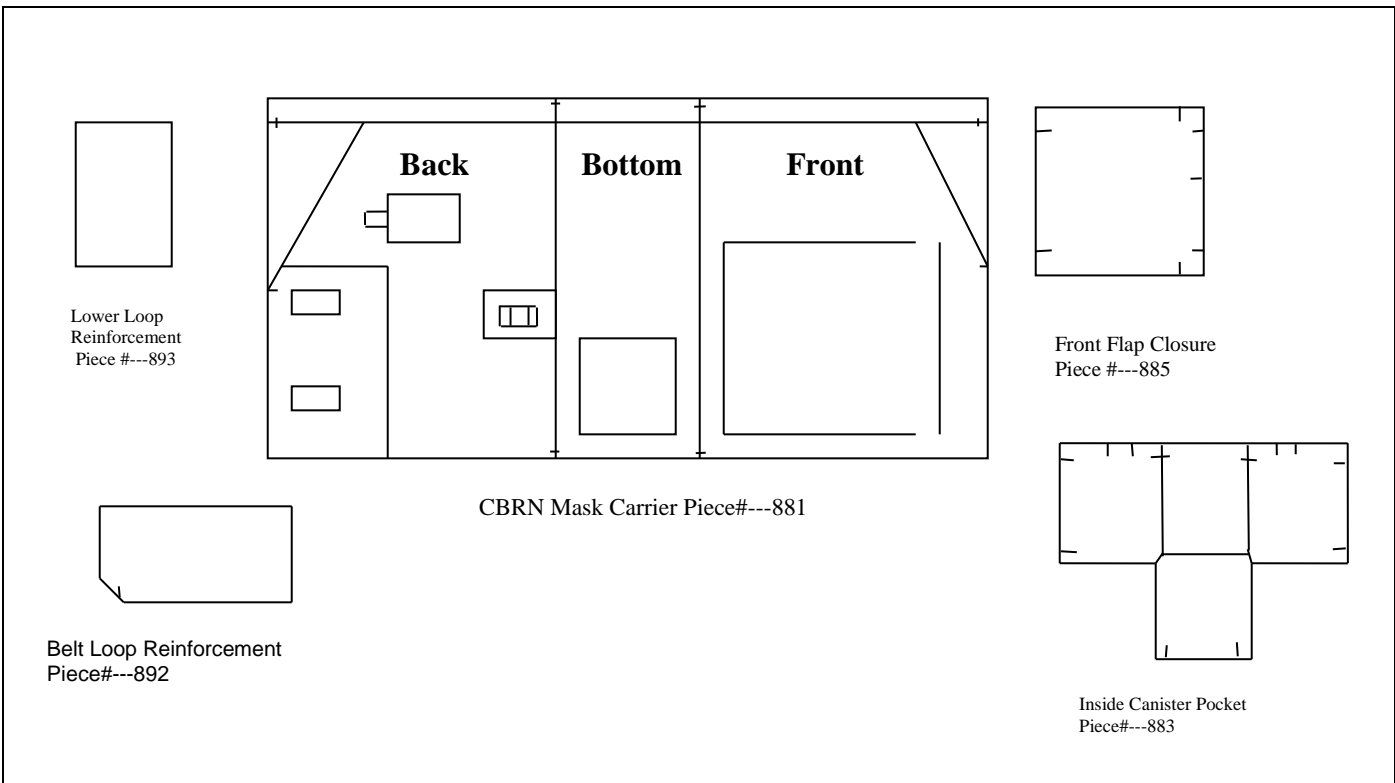 Back
Bottom
Front
Lower Loop
Reinforcement
Piece #---893
Front Flap Closure
Piece #---885
CBRN Mask Carrier Piece#---881
Belt Loop Reinforcement
Piece#---892
Inside Canister Pocket
Piece#---883